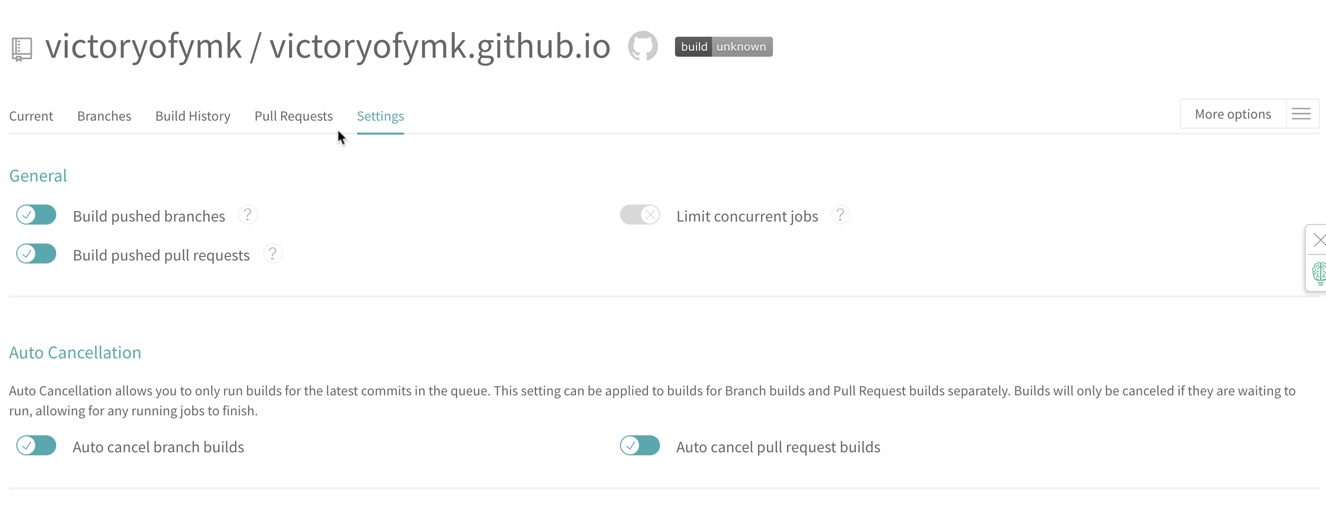 victoryofymk / victoryofymk.github.io
build unknown
Current Branches Build History Pull Requests Settings More options
General
Build pushed branches ? Limit concurrent jobs ?
Build pushed pull requests ?
Auto Cancellation
Auto Cancellation allows you to only run builds for the latest commits in the queue. This setting can be applied to builds for Branch builds and Pull Request builds separately. Builds will only be canceled if they are waiting to
run, allowing for any running jobs to finish.
Auto cancel branch builds Auto cancel pull request builds